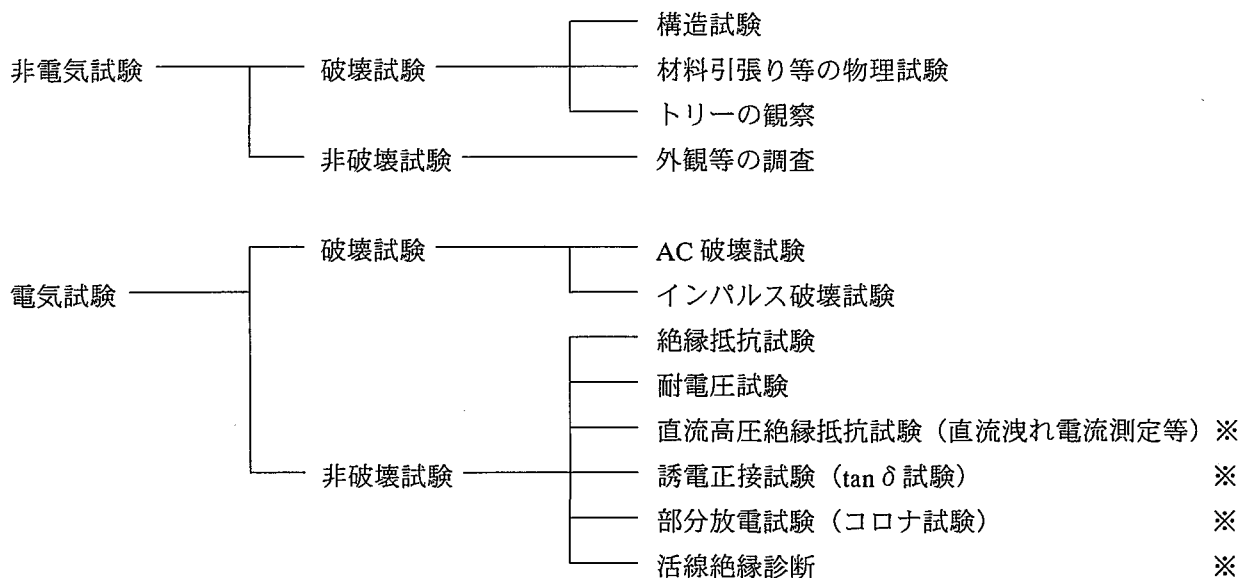 構造試験
非電気試験 破壊試験 材料引張り等の物理試験
トリーの観察
非破壊試験 外観等の調査
破壊試験 AC 破壊試験
電気試験 インパルス破壊試験
絶縁抵抗試験
耐電圧試験
直流高圧絶縁抵抗試験(直流洩れ電流測定等)※
非破壊試験 誘電正接試験(tan δ 試験) ※
部分放電試験(コロナ試験) ※
活線絶縁診断 ※